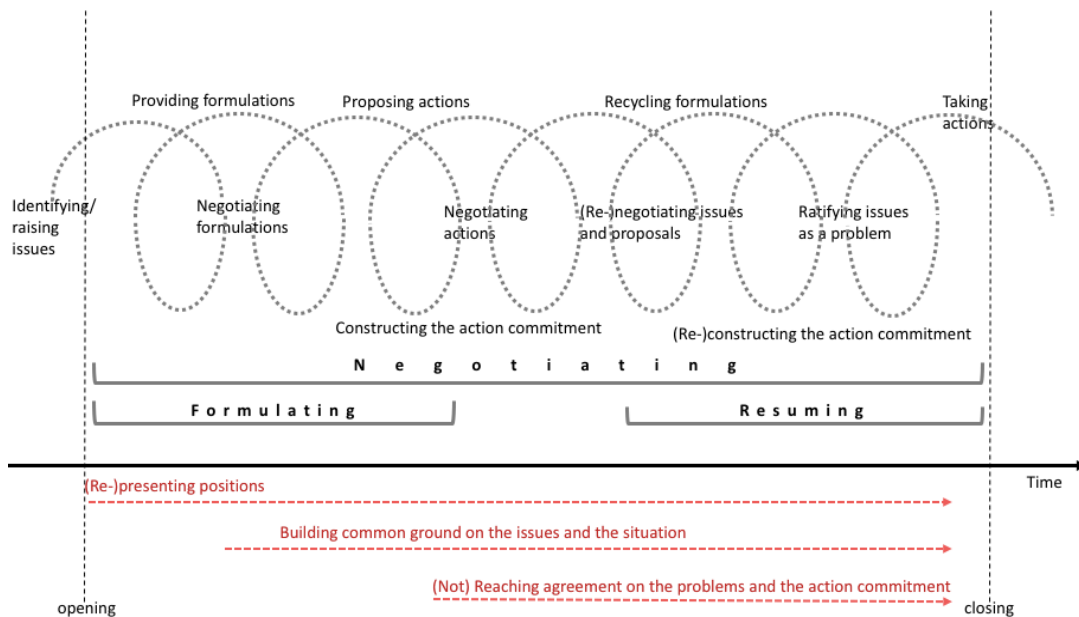 Providing formulations
Proposing actions
Recycling formulations
Taking
actions
Identifying/
raising
issues
Negotiating
formulations
Negotiating
actions
(Re-)negotiating issues
and proposals
Ratifying issues
as a problem
Constructing the action commitment
(Re-)constructing the action commitment
Negotiating
Formulating
Resuming
Time
(Re-)presenting positions
Building common ground on the issues and the situation
(Not) Reaching agreement on the problems and the action commitment
opening
closing